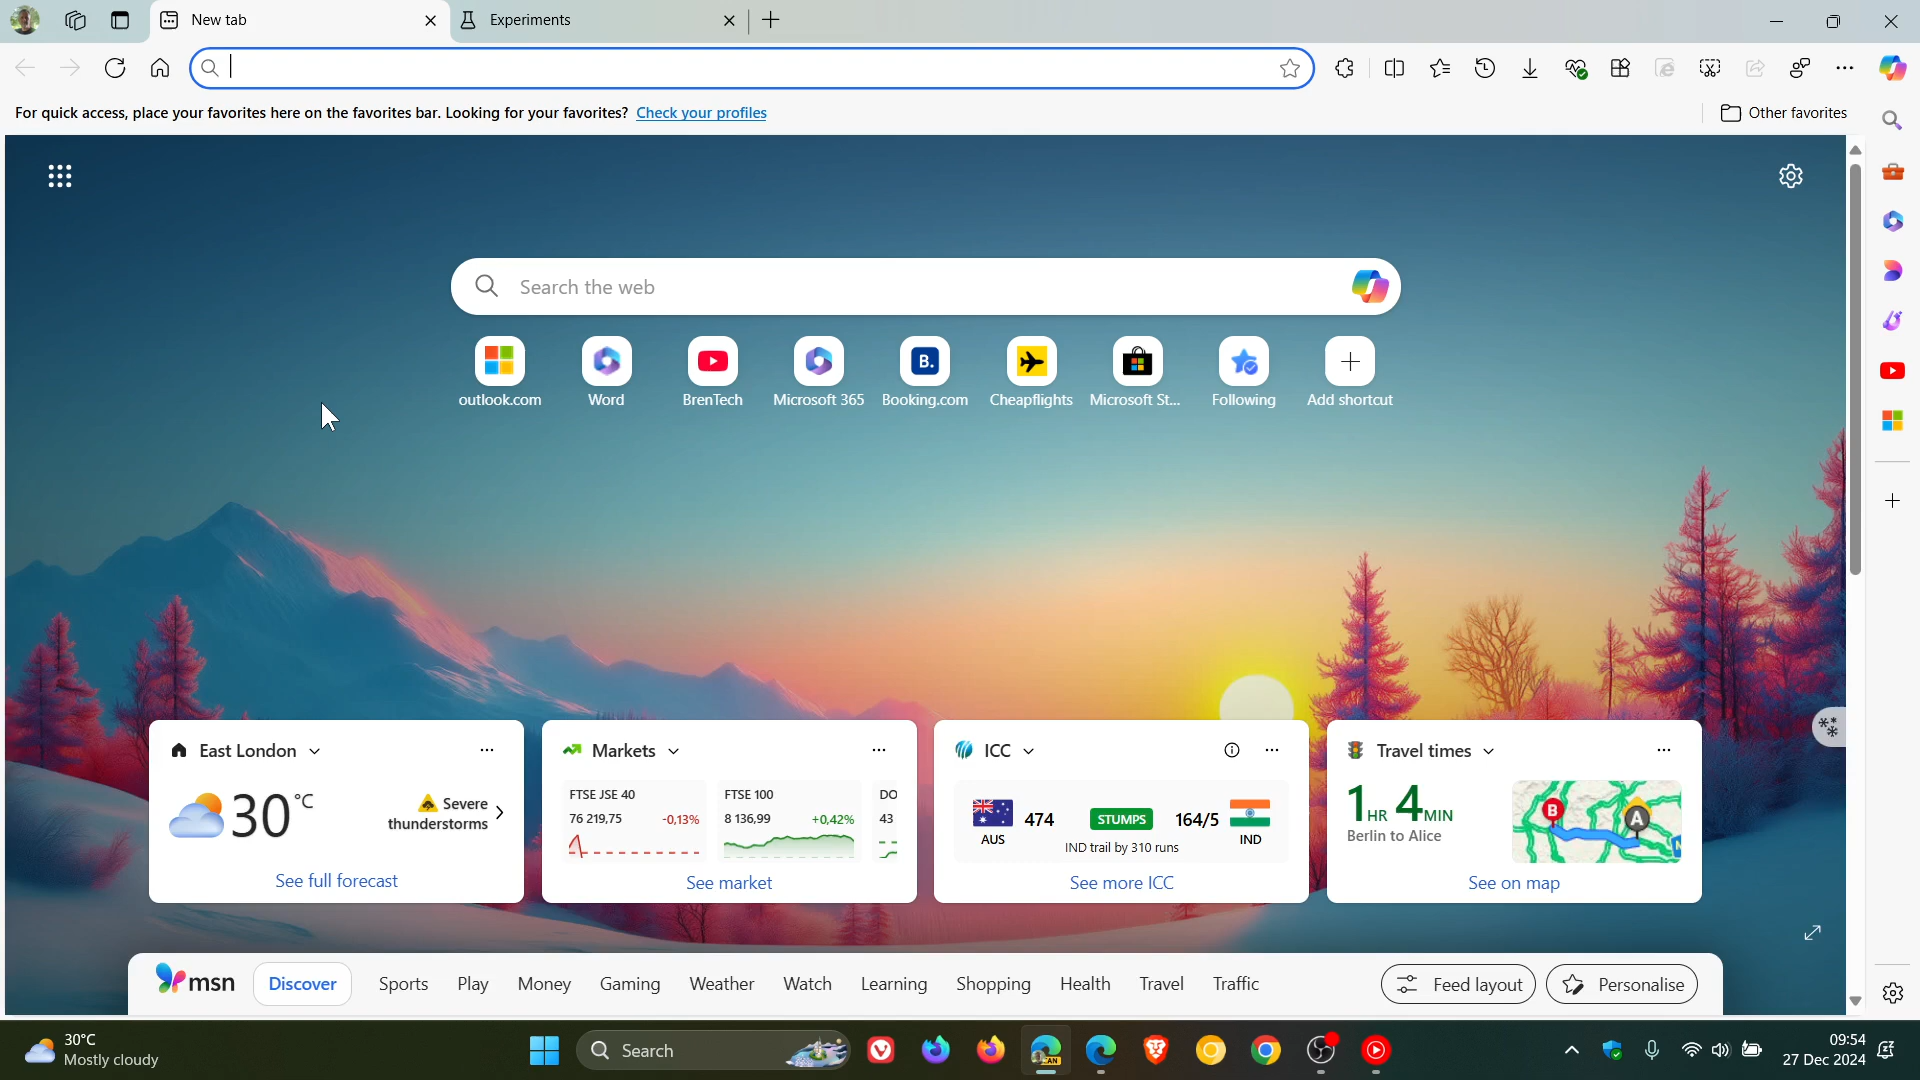 New tab
Experiments
For quick access, place your favorites here on the favorites bar. Looking for your favorites? Check your profiles
Other favorites
Search the web
outlook.com
Word
BrenTech
Microsoft 365
B.
Booking.com
Cheapflights
Microsoft St...
Following
Add shortcut
East London
30°C
Severe
thunderstorms
See full forecast
Markets
FTSE JSE 40
76 219,75 -0,13%
FTSE 100
8 136,99 +0,42%
DO
43
See market
ICC
AUS
474
STUMPS
164/5
IND
IND trail by 310 runs
See more ICC
Travel times
1HR 4MIN
Berlin to Alice
B
A
See on map
msn
Discover
Sports
Play
Money
Gaming
Weather
Watch
Learning
Shopping
Health
Travel
Traffic
Feed layout
Personalise
30°C
Mostly cloudy
Search
CAN
09:54
27 Dec 2024